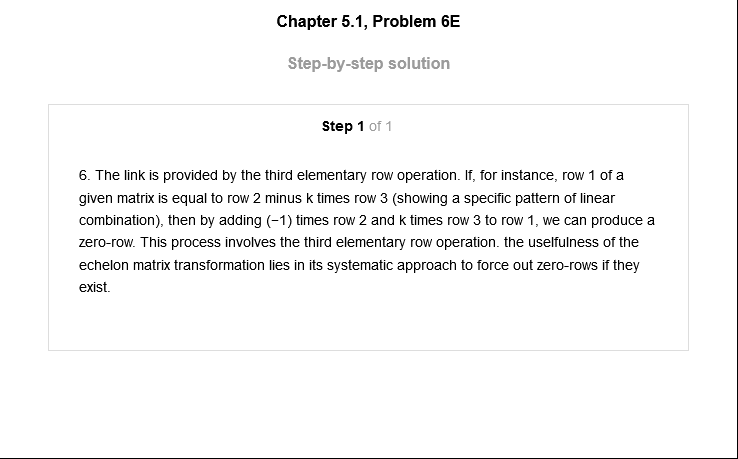 Chapter 5.1, Problem 6E
Step-by-step solution
Step 1 of 1
6. The link is provided by the third elementary row operation. If, for instance, row 1 of a
given matrix is equal to row 2 minus k times row 3 (showing a specific pattern of linear
combination), then by adding (−1) times row 2 and k times row 3 to row 1, we can produce a
zero-row. This process involves the third elementary row operation. the uselfulness of the
echelon matrix transformation lies in its systematic approach to force out zero-rows if they
exist.